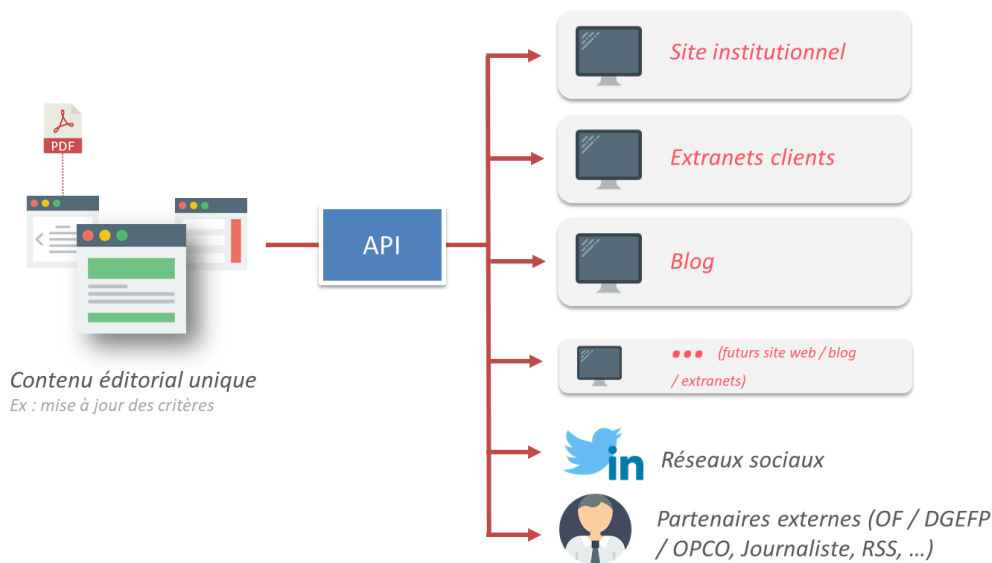 Site institutionnel
PDF
Extranets clients
API
Blog
... (futurs site web / blog
/ extranets)
Contenu éditorial unique
Ex : mise à jour des critères
in
Réseaux sociaux
Partenaires externes (OF / DGEFP
/ OPCO, Journaliste, RSS, ...)